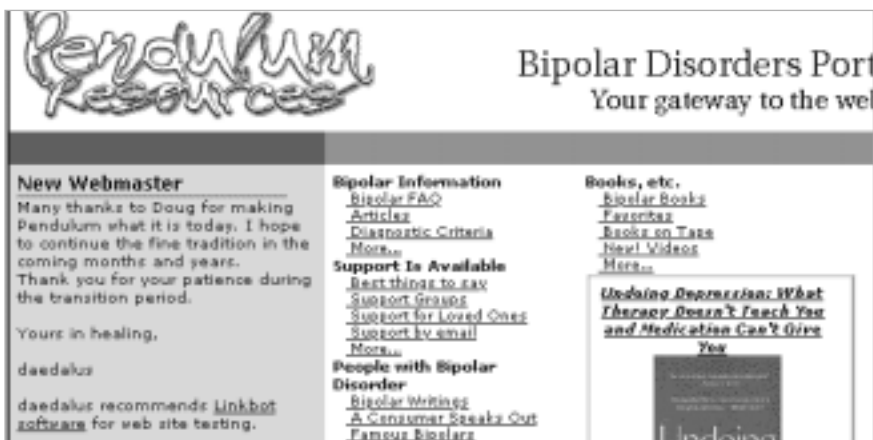 Pendulum
Resources
Bipolar Disorders Port
Your gateway to the wel
New Webmaster
Many thanks to Doug for making
Pendulum what it is today. I hope
to continue the fine tradition in the
coming months and years.
Thank you for your patience during
the transition period.
Yours in healing,
daedalus
daedalus recommends Linkbot
software for web site testing.
Bipolar Information
Bipolar FAQ
Articles
Diagnostic Criteria
More...
Support Is Available
Best things to say
Support Groups
Support for Loved Ones
Support by email
More...
People with Bipolar
Disorder
Bipolar Writings
A Consumer Speaks Out
Famous Bipolars
Books, etc.
Bipolar Books
Favorites
Books on Tape
New! Videos
More...
Undoing Depression: What
Therapy Doesn't Teach You
and Medication Can't Give
You
Undoing